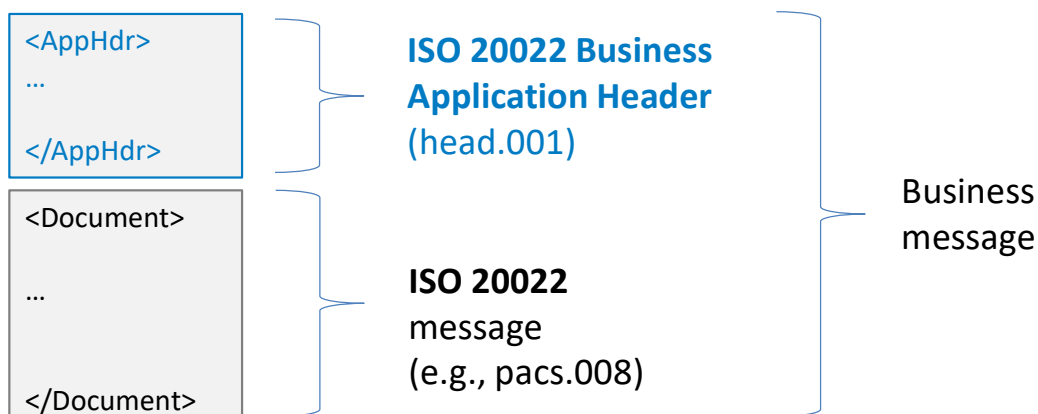 <AppHdr>
...
</AppHdr>
ISO 20022 Business
Application Header
(head.001)
<Document>
...
</Document>
ISO 20022
message
(e.g., pacs.008)
Business
message